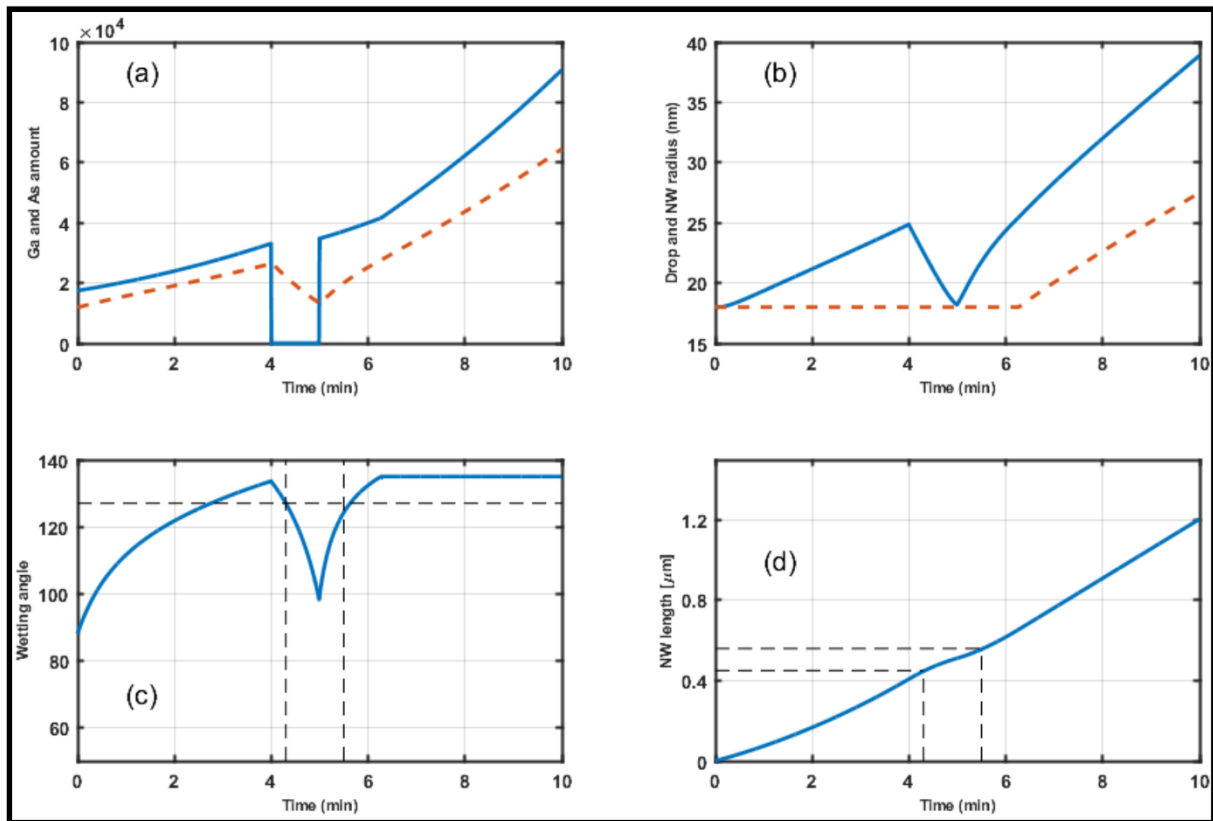 ×10⁴
(a)
10
8
6
4
2
0
Ga and As amount
0 2 4 6 8 10
Time (min)
(b)
40
35
30
25
20
15
Drop and NW radius (nm)
0 2 4 6 8 10
Time (min)
(c)
140
120
100
80
60
Wetting angle
0 2 4 6 8 10
Time (min)
(d)
1.2
0.8
0.4
0
NW length [μm]
0 2 4 6 8 10
Time (min)